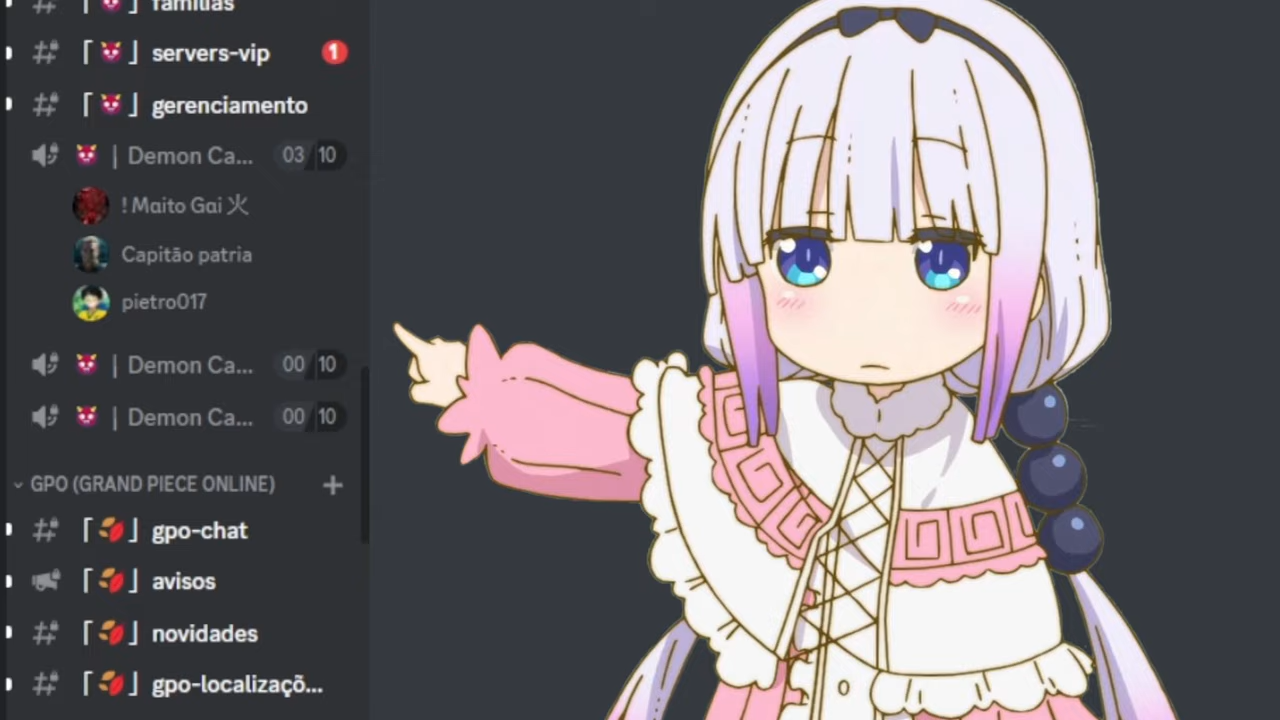 「😈」 familias
「😈」 servers-vip 1
「😈」 gerenciamento
😈 | Demon Ca... 03 10
! Maito Gai 火
Capitão patria
pietro017
😈 | Demon Ca... 00 10
😈 | Demon Ca... 00 10
GPO (GRAND PIECE ONLINE) +
「🍂」 gpo-chat
「🍂」 avisos
「🍂」 novidades
「🍂」 gpo-localizaçõ...